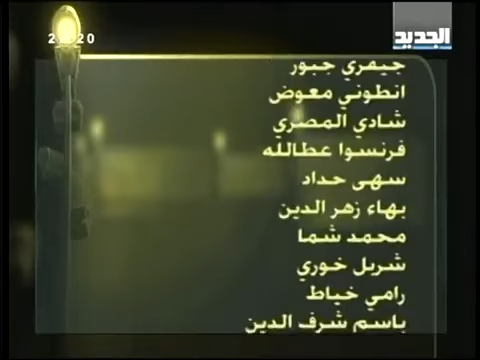 الجديد
جيفري جبور
انطوني معوض
شادي المصري
فرنسوا عطالله
سهى حداد
بهاء زهر الدين
محمد شما
شربل خوري
رامي خياط
باسم شرف الدين